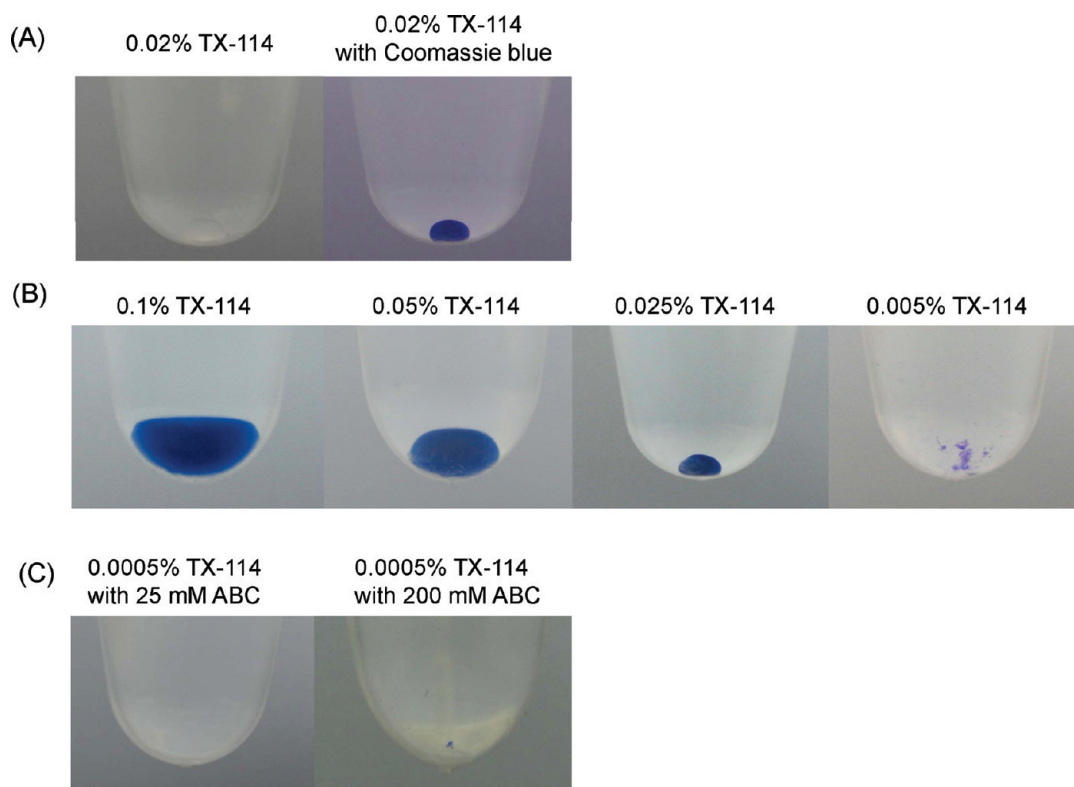 (A)
0.02% TX-114
0.02% TX-114
with Coomassie blue
(B)
0.1% TX-114
0.05% TX-114
0.025% TX-114
0.005% TX-114
(C)
0.0005% TX-114
with 25 mM ABC
0.0005% TX-114
with 200 mM ABC